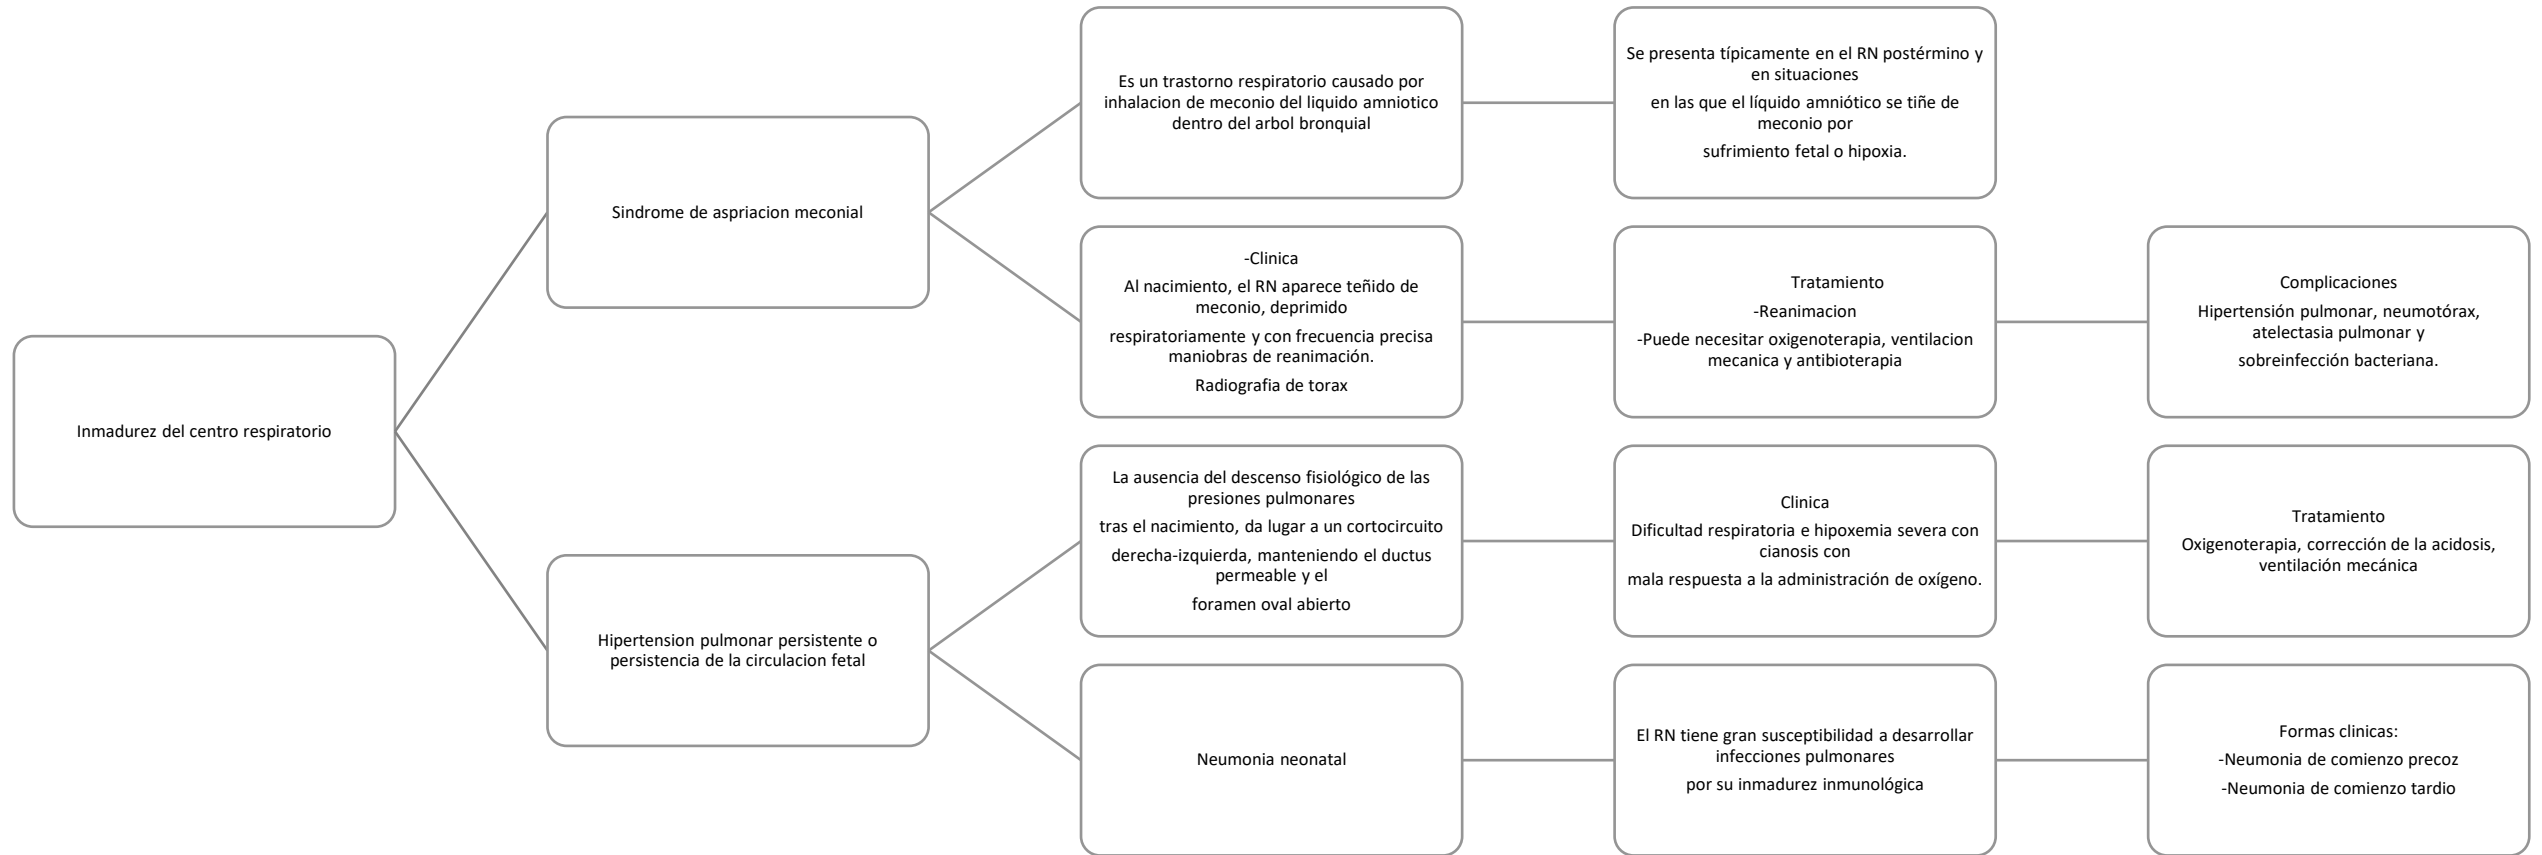 Inmadurez del centro respiratorio
Sindrome de aspriacion meconial
Es un trastorno respiratorio causado por
inhalacion de meconio del liquido amniotico
dentro del arbol bronquial
Se presenta típicamente en el RN postérmino y
en situaciones
en las que el líquido amniótico se tiñe de
meconio por
sufrimiento fetal o hipoxia.
-Clinica
Al nacimiento, el RN aparece teñido de
meconio, deprimido
respiratoriamente y con frecuencia precisa
maniobras de reanimación.
Radiografia de torax
Tratamiento
-Reanimacion
-Puede necesitar oxigenoterapia, ventilacion
mecanica y antibioterapia
Complicaciones
Hipertensión pulmonar, neumotórax,
atelectasia pulmonar y
sobreinfección bacteriana.
Hipertension pulmonar persistente o
persistencia de la circulacion fetal
La ausencia del descenso fisiológico de las
presiones pulmonares
tras el nacimiento, da lugar a un cortocircuito
derecha-izquierda, manteniendo el ductus
permeable y el
foramen oval abierto
Clinica
Dificultad respiratoria e hipoxemia severa con
cianosis con
mala respuesta a la administración de oxígeno.
Tratamiento
Oxigenoterapia, corrección de la acidosis,
ventilación mecánica
Neumonia neonatal
El RN tiene gran susceptibilidad a desarrollar
infecciones pulmonares
por su inmadurez inmunológica
Formas clinicas:
-Neumonia de comienzo precoz
-Neumonia de comienzo tardio